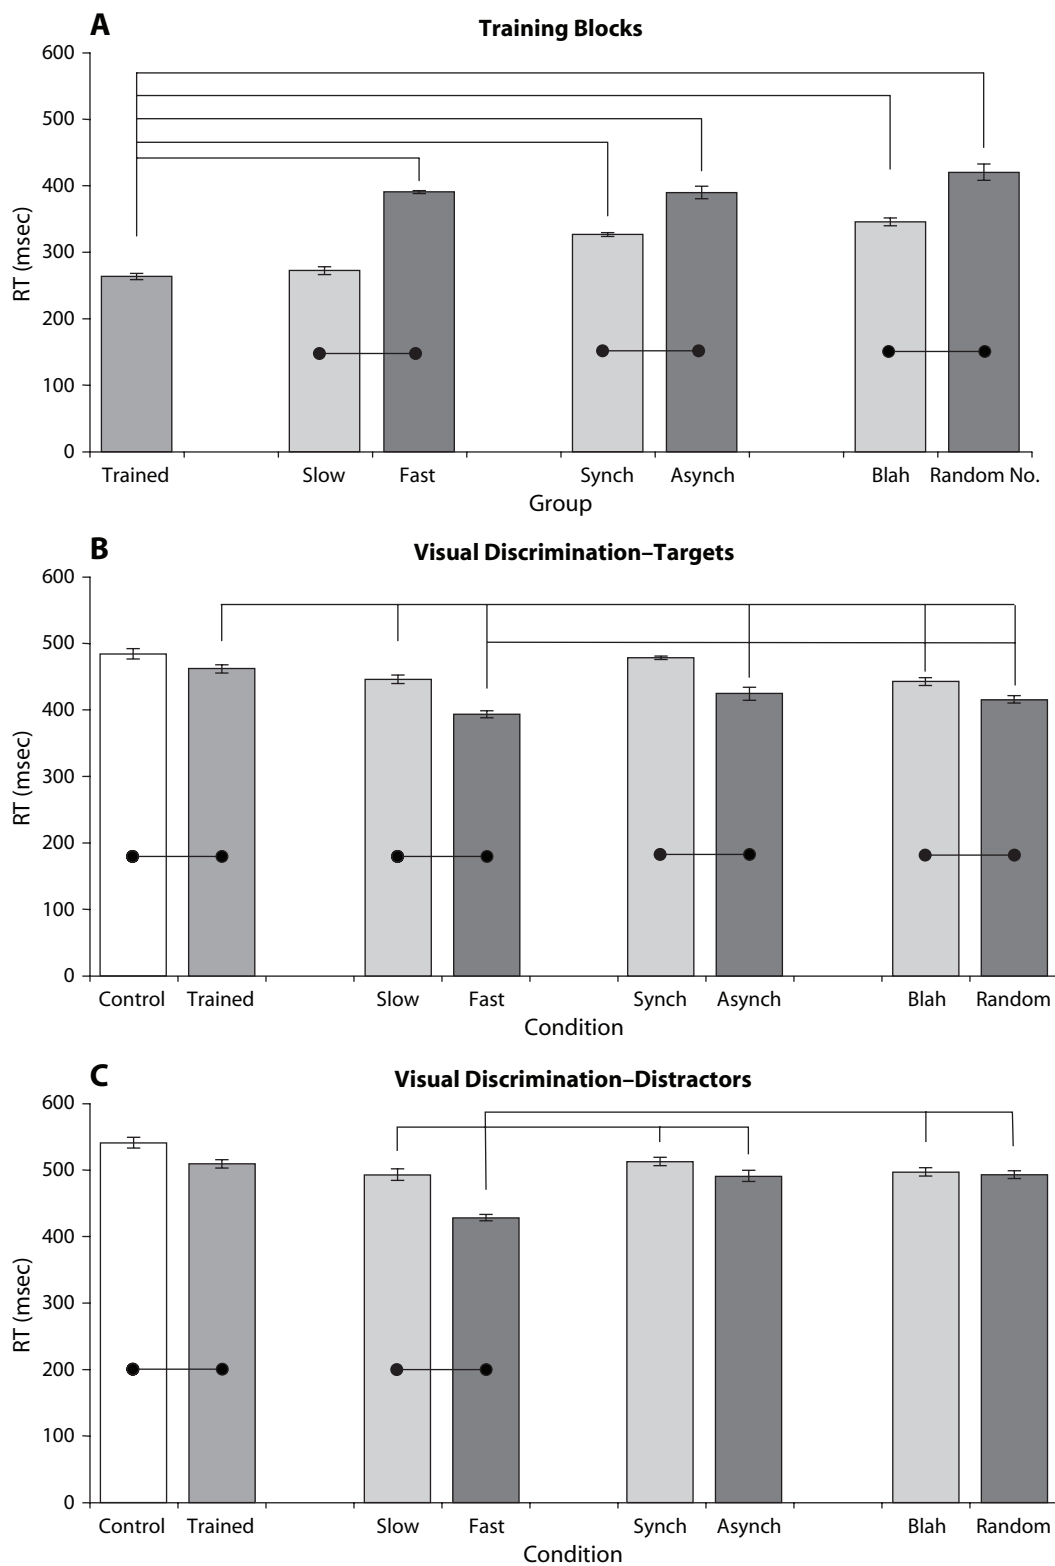 A
Training Blocks
600
500
400
300
200
100
0
RT (msec)
Trained Slow Fast Synch Asynch Blah Random No.
Group
B
Visual Discrimination–Targets
600
500
400
300
200
100
0
RT (msec)
Control Trained Slow Fast Synch Asynch Blah Random
Condition
C
Visual Discrimination–Distractors
600
500
400
300
200
100
0
RT (msec)
Control Trained Slow Fast Synch Asynch Blah Random
Condition